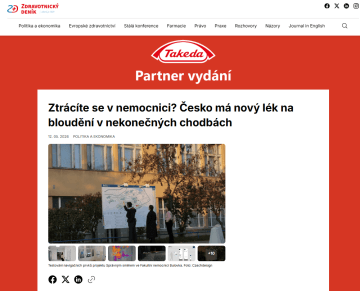 ZDRAVOTNICKÝ
DENÍK
Politika a ekonomika Evropské zdravotnictví Stálá konference Farmacie Právo Praxe Rozhovory Názory Journal in English
Takeda
Partner vydání
Ztrácíte se v nemocnici? Česko má nový lék na
bloudění v nekonečných chodbách
POLITIKA A EKONOMIKA
+10